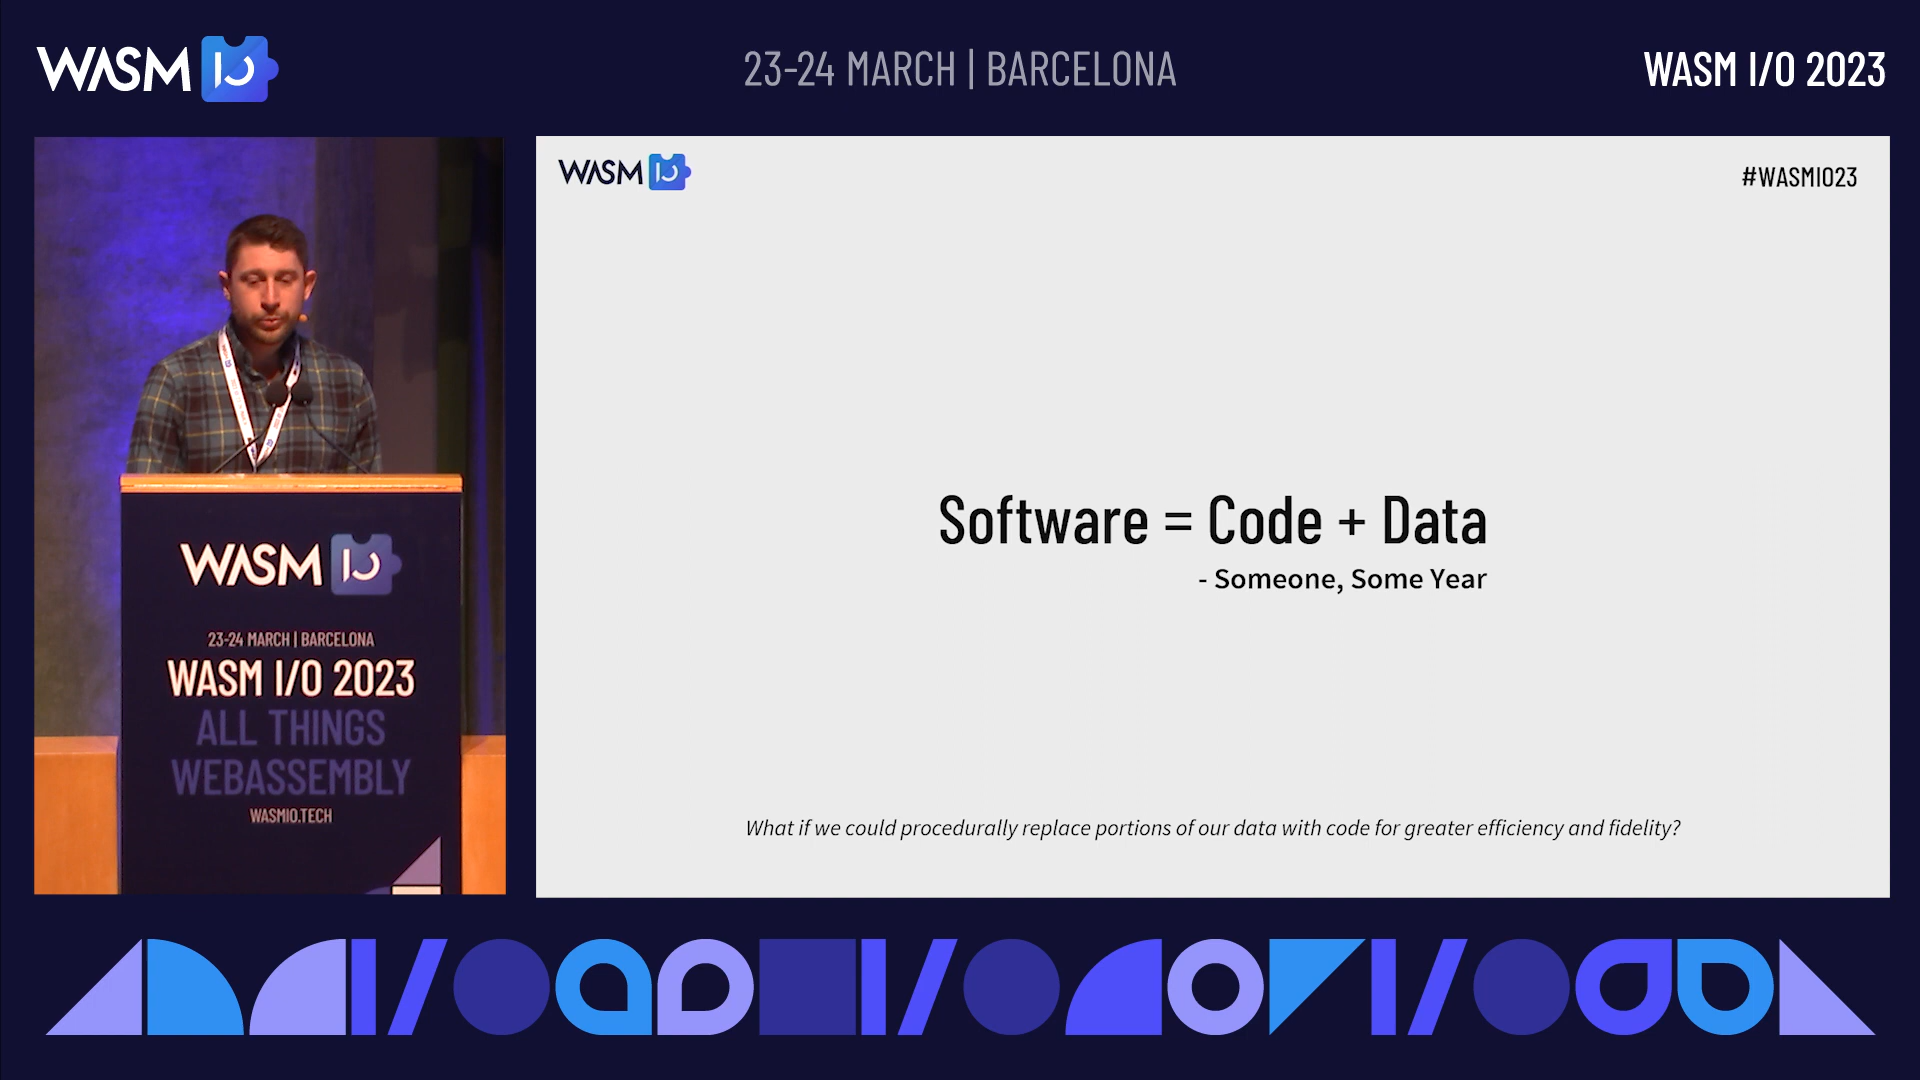 WASM IO
23-24 MARCH | BARCELONA
WASM I/O 2023
WASM IO
23-24 MARCH | BARCELONA
WASM I/O 2023
ALL THINGS
WEBASSEMBLY
WASMIO.TECH
WASM IO
#WASMIO23
Software = Code + Data
- Someone, Some Year
What if we could procedurally replace portions of our data with code for greater efficiency and fidelity?